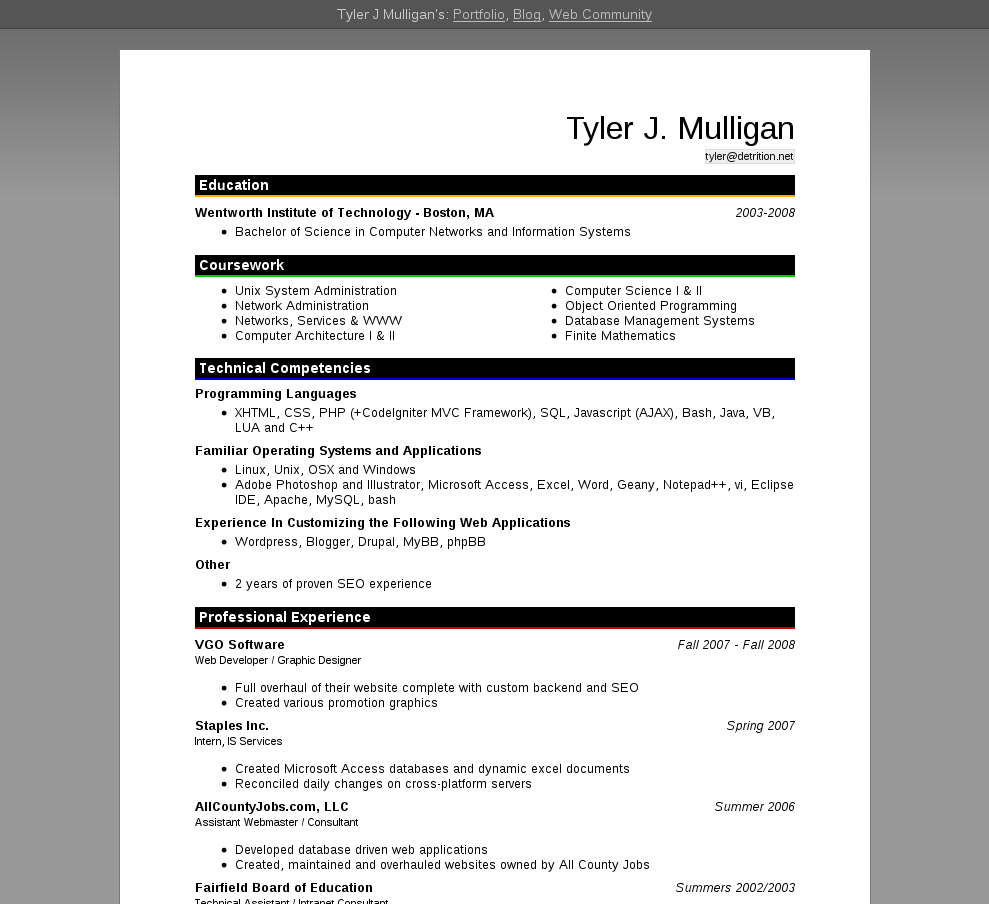 Tyler J Mulligan's: Portfolio, Blog, Web Community
Tyler J. Mulligan
tyler@detrition.net
Education
Wentworth Institute of Technology - Boston, MA 2003-2008
• Bachelor of Science in Computer Networks and Information Systems
Coursework
• Unix System Administration
• Network Administration
• Networks, Services & WWW
• Computer Architecture I & II
• Computer Science I & II
• Object Oriented Programming
• Database Management Systems
• Finite Mathematics
Technical Competencies
Programming Languages
• XHTML, CSS, PHP (+CodeIgniter MVC Framework), SQL, Javascript (AJAX), Bash, Java, VB,
LUA and C++
Familiar Operating Systems and Applications
• Linux, Unix, OSX and Windows
• Adobe Photoshop and Illustrator, Microsoft Access, Excel, Word, Geany, Notepad++, vi, Eclipse
IDE, Apache, MySQL, bash
Experience In Customizing the Following Web Applications
• Wordpress, Blogger, Drupal, MyBB, phpBB
Other
• 2 years of proven SEO experience
Professional Experience
VGO Software Fall 2007 - Fall 2008
Web Developer / Graphic Designer
• Full overhaul of their website complete with custom backend and SEO
• Created various promotion graphics
Staples Inc. Spring 2007
Intern, IS Services
• Created Microsoft Access databases and dynamic excel documents
• Reconciled daily changes on cross-platform servers
AllCountyJobs.com, LLC Summer 2006
Assistant Webmaster / Consultant
• Developed database driven web applications
• Created, maintained and overhauled websites owned by All County Jobs
Fairfield Board of Education Summers 2002/2003
Technical Assistant / Intranet Consultant